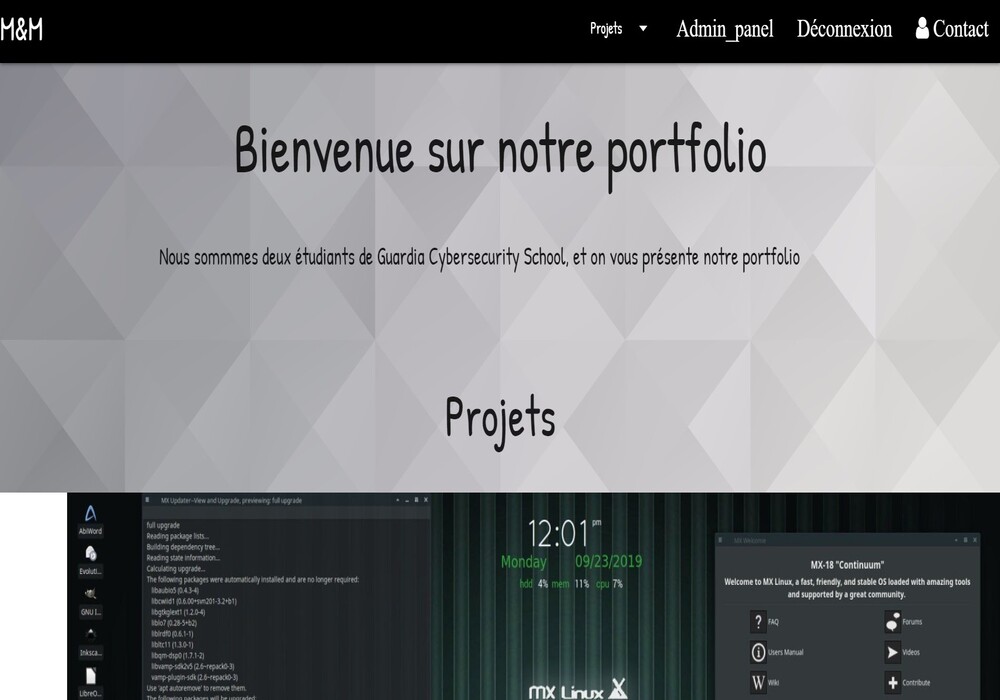 M&M
Projets
Admin_panel
Déconnexion
Contact
Bienvenue sur notre portfolio
Nous sommmes deux étudiants de Guardia Cybersecurity School, et on vous présente notre portfolio
Projets
AbiWord
Evoluti...
GNU I...
Inksca...
LibreO...
MX Updater--View and Upgrade, previewing: full upgrade
full upgrade
Reading package lists...
Building dependency tree...
Reading state information...
Calculating upgrade...
The following packages were automatically installed and are no longer required:
libaubio5 (0.4.3-4)
libcwiid1 (0.6.00+svn201-3.2+b1)
libgtkglext1 (1.2.0-4)
liblo7 (0.28-5+b2)
liblrdf0 (0.6.1-1)
libltc11 (1.3.0-1)
libqm-dsp0 (1.7.1-2)
libvamp-sdk2v5 (2.6~repack0-3)
vamp-plugin-sdk (2.6~repack0-3)
Use 'apt autoremove' to remove them.
The following packages will be upgraded:
12:01 pm
Monday 09/23/2019
hdd 4% mem 11% cpu 7%
mx Linux
MX Welcome
MX-18 "Continuum"
Welcome to MX Linux, a fast, friendly, and stable OS loaded with amazing tools
and supported by a great community.
FAQ
Forums
Users Manual
Videos
Wiki
Contribute